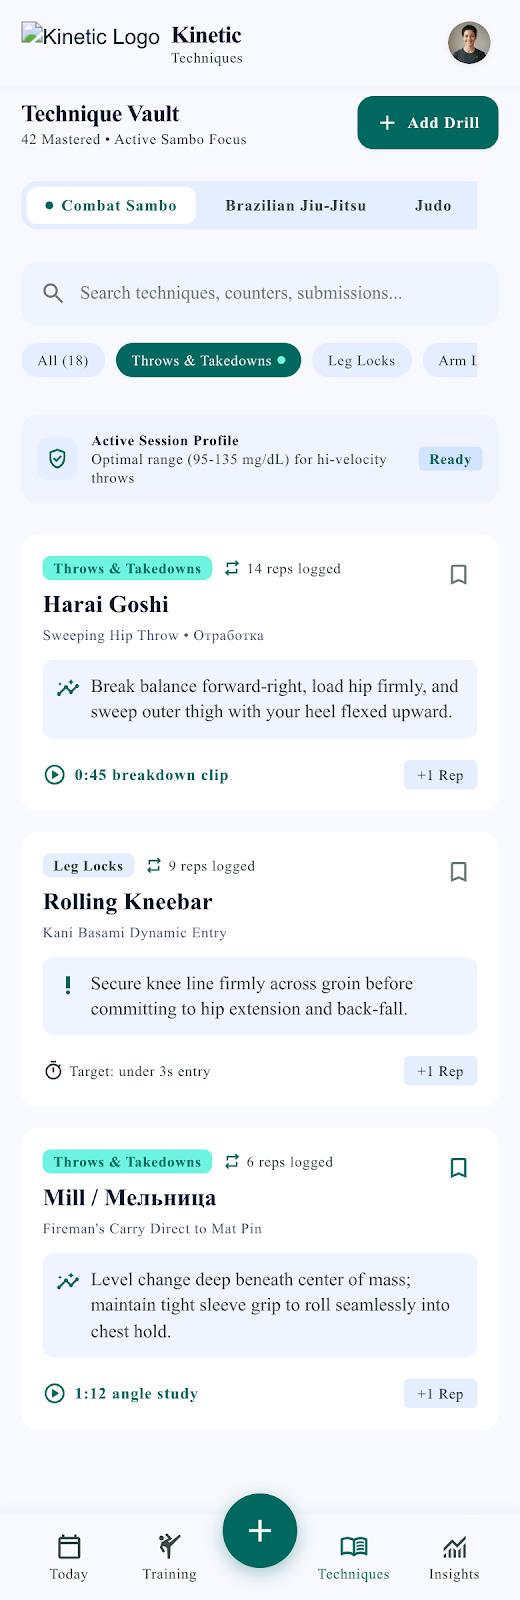 Kinetic Logo
Kinetic
Techniques
Technique Vault
42 Mastered • Active Sambo Focus
Add Drill
Combat Sambo
Brazilian Jiu-Jitsu
Judo
Search techniques, counters, submissions...
All (18)
Throws & Takedowns
Leg Locks
Arm L
Active Session Profile
Optimal range (95-135 mg/dL) for hi-velocity
throws
Ready
Throws & Takedowns
14 reps logged
Harai Goshi
Sweeping Hip Throw • Отработка
Break balance forward-right, load hip firmly, and
sweep outer thigh with your heel flexed upward.
0:45 breakdown clip
+1 Rep
Leg Locks
9 reps logged
Rolling Kneebar
Kani Basami Dynamic Entry
Secure knee line firmly across groin before
committing to hip extension and back-fall.
Target: under 3s entry
+1 Rep
Throws & Takedowns
6 reps logged
Mill / Мельница
Fireman's Carry Direct to Mat Pin
Level change deep beneath center of mass;
maintain tight sleeve grip to roll seamlessly into
chest hold.
1:12 angle study
+1 Rep
Today
Training
Techniques
Insights